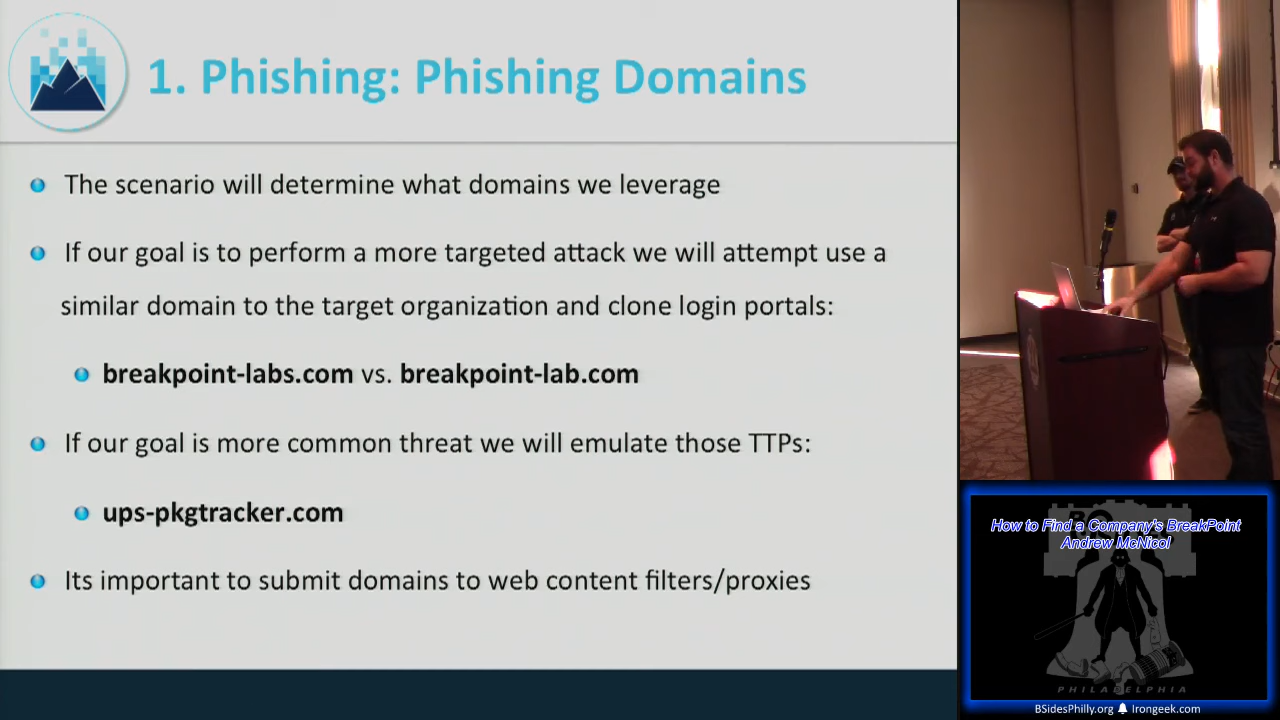 1. Phishing: Phishing Domains
The scenario will determine what domains we leverage
If our goal is to perform a more targeted attack we will attempt use a
similar domain to the target organization and clone login portals:
breakpoint-labs.com vs. breakpoint-lab.com
If our goal is more common threat we will emulate those TTPs:
ups-pkgtracker.com
Its important to submit domains to web content filters/proxies
How to Find a Company's BreakPoint
Andrew McNicol
PHILADELPHIA
BSidesPhilly.org Irongeek.com